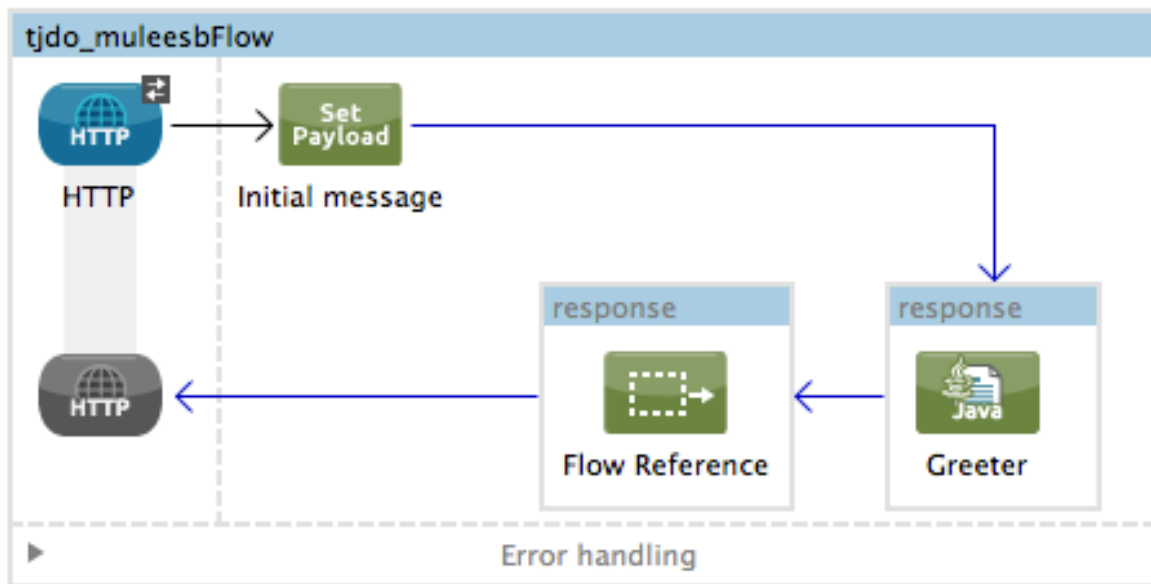 tjdo_muleesbFlow
HTTP
Set
Payload
HTTP
Initial message
response
response
HTTP
Java
Flow Reference
Greeter
Error handling